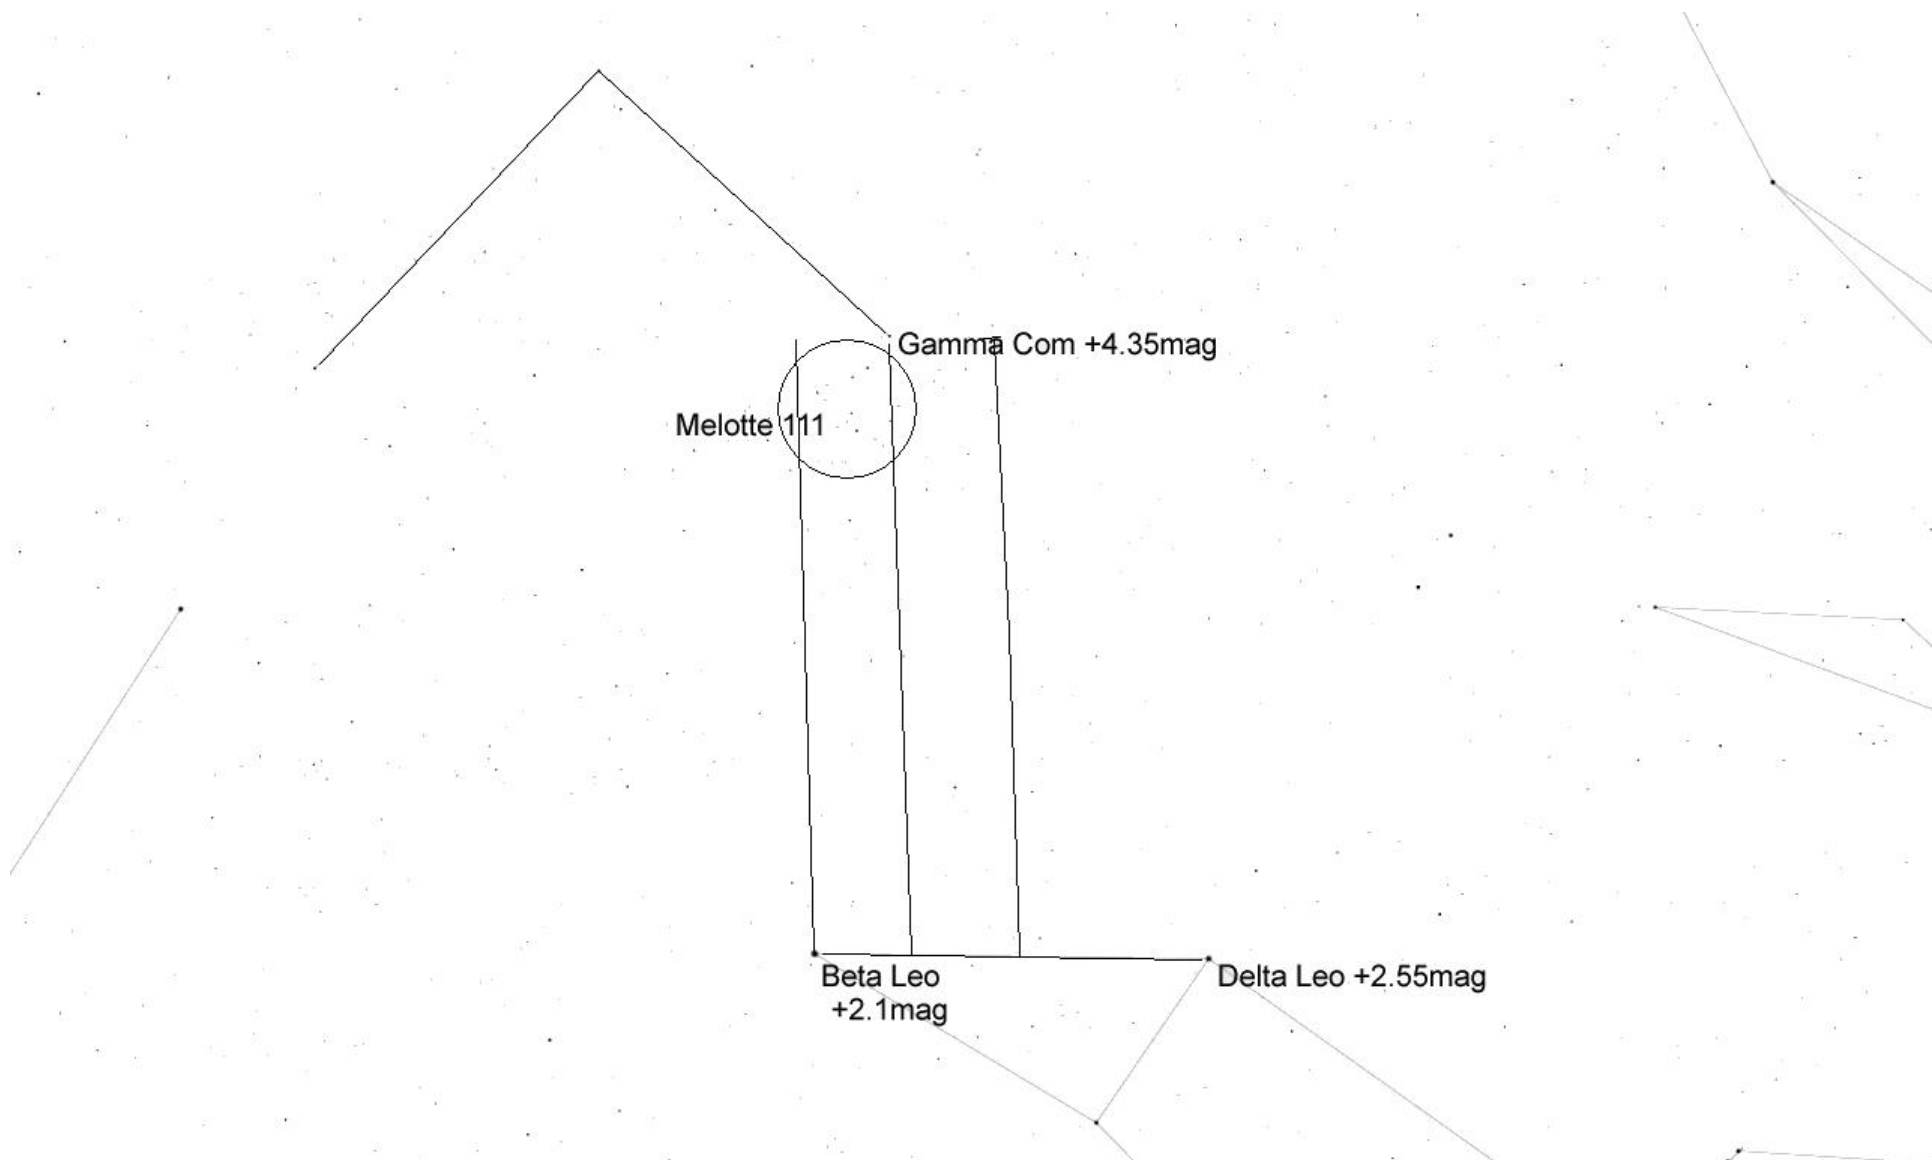 Gamma Com +4.35mag
Melotte 111
Beta Leo
+2.1mag
Delta Leo +2.55mag